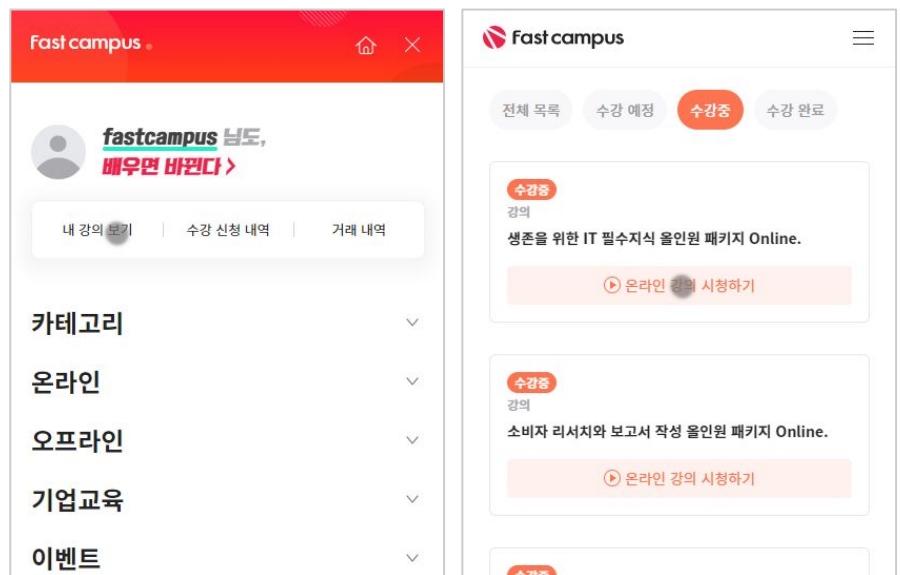 Fast campus
fastcampus 님도,
배우면 바뀐다 >
내 강의 보기
수강 신청 내역
거래 내역
카테고리
온라인
오프라인
기업교육
이벤트
Fast campus
전체 목록
수강 예정
수강중
수강 완료
수강중
강의
생존을 위한 IT 필수지식 올인원 패키지 Online.
온라인 강의 시청하기
수강중
강의
소비자 리서치와 보고서 작성 올인원 패키지 Online.
온라인 강의 시청하기
수강중